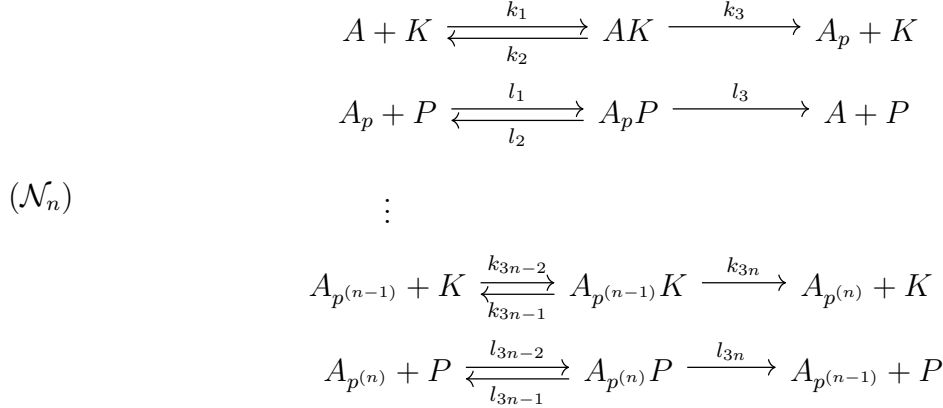 A + K ⇌ AK → A_p + K (k_1, k_2, k_3)
A_p + P ⇌ A_pP → A + P (l_1, l_2, l_3)
(𝒩_n) ⋮
A_{p^{(n−1)}} + K ⇌ A_{p^{(n−1)}}K → A_{p^{(n)}} + K (k_{3n−2}, k_{3n−1}, k_{3n})
A_{p^{(n)}} + P ⇌ A_{p^{(n)}}P → A_{p^{(n−1)}} + P (l_{3n−2}, l_{3n−1}, l_{3n})